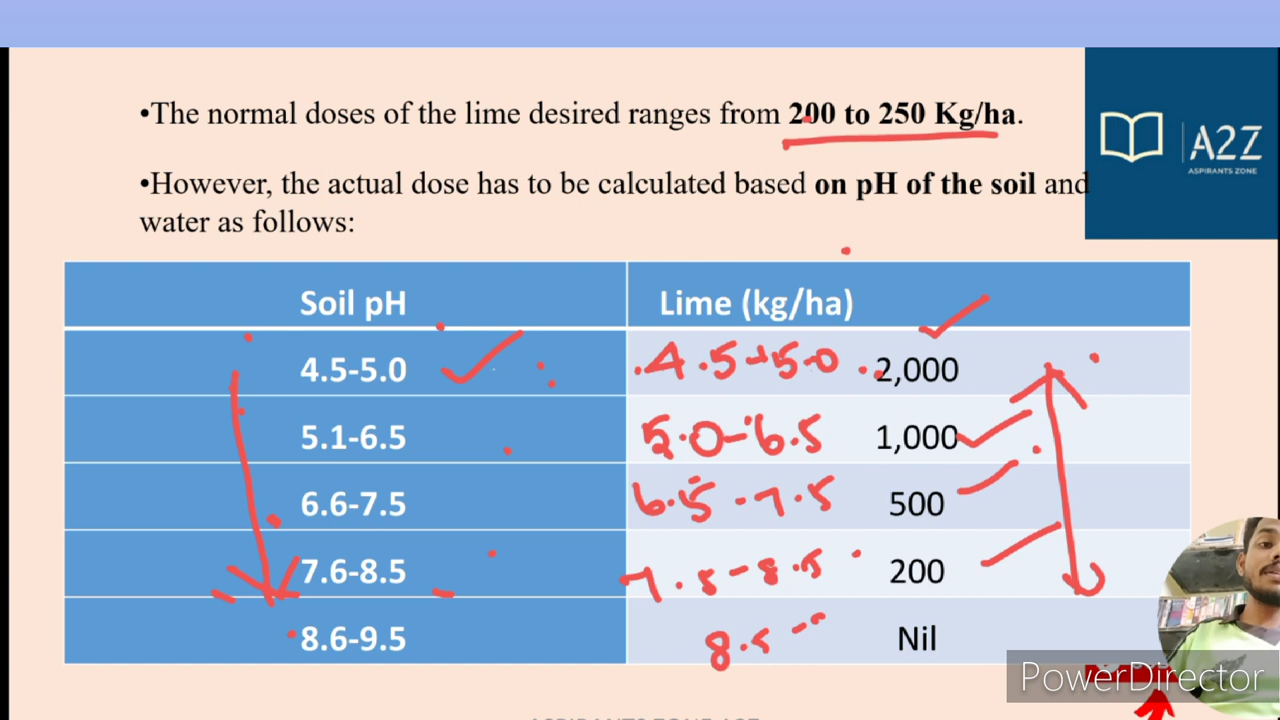 •The normal doses of the lime desired ranges from 200 to 250 Kg/ha.
•However, the actual dose has to be calculated based on pH of the soil and
water as follows:
A2Z
ASPIRANTS ZONE
Soil pH Lime (kg/ha)
4.5-5.0 4.5-5.0 2,000
5.1-6.5 5.0-6.5 1,000
6.6-7.5 6.5-7.5 500
7.6-8.5 7.5-8.5 200
8.6-9.5 8.5 Nil
PowerDirector